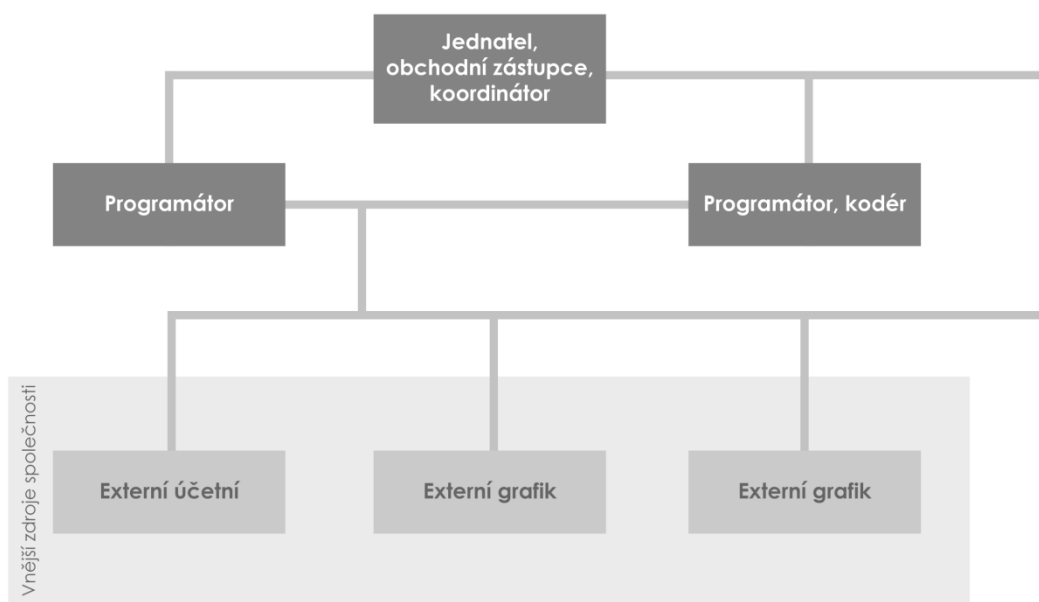 Jednatel,
obchodní zástupce,
koordinátor
Programátor
Programátor, kodér
Vnější zdroje společnosti
Externí účetní
Externí grafik
Externí grafik